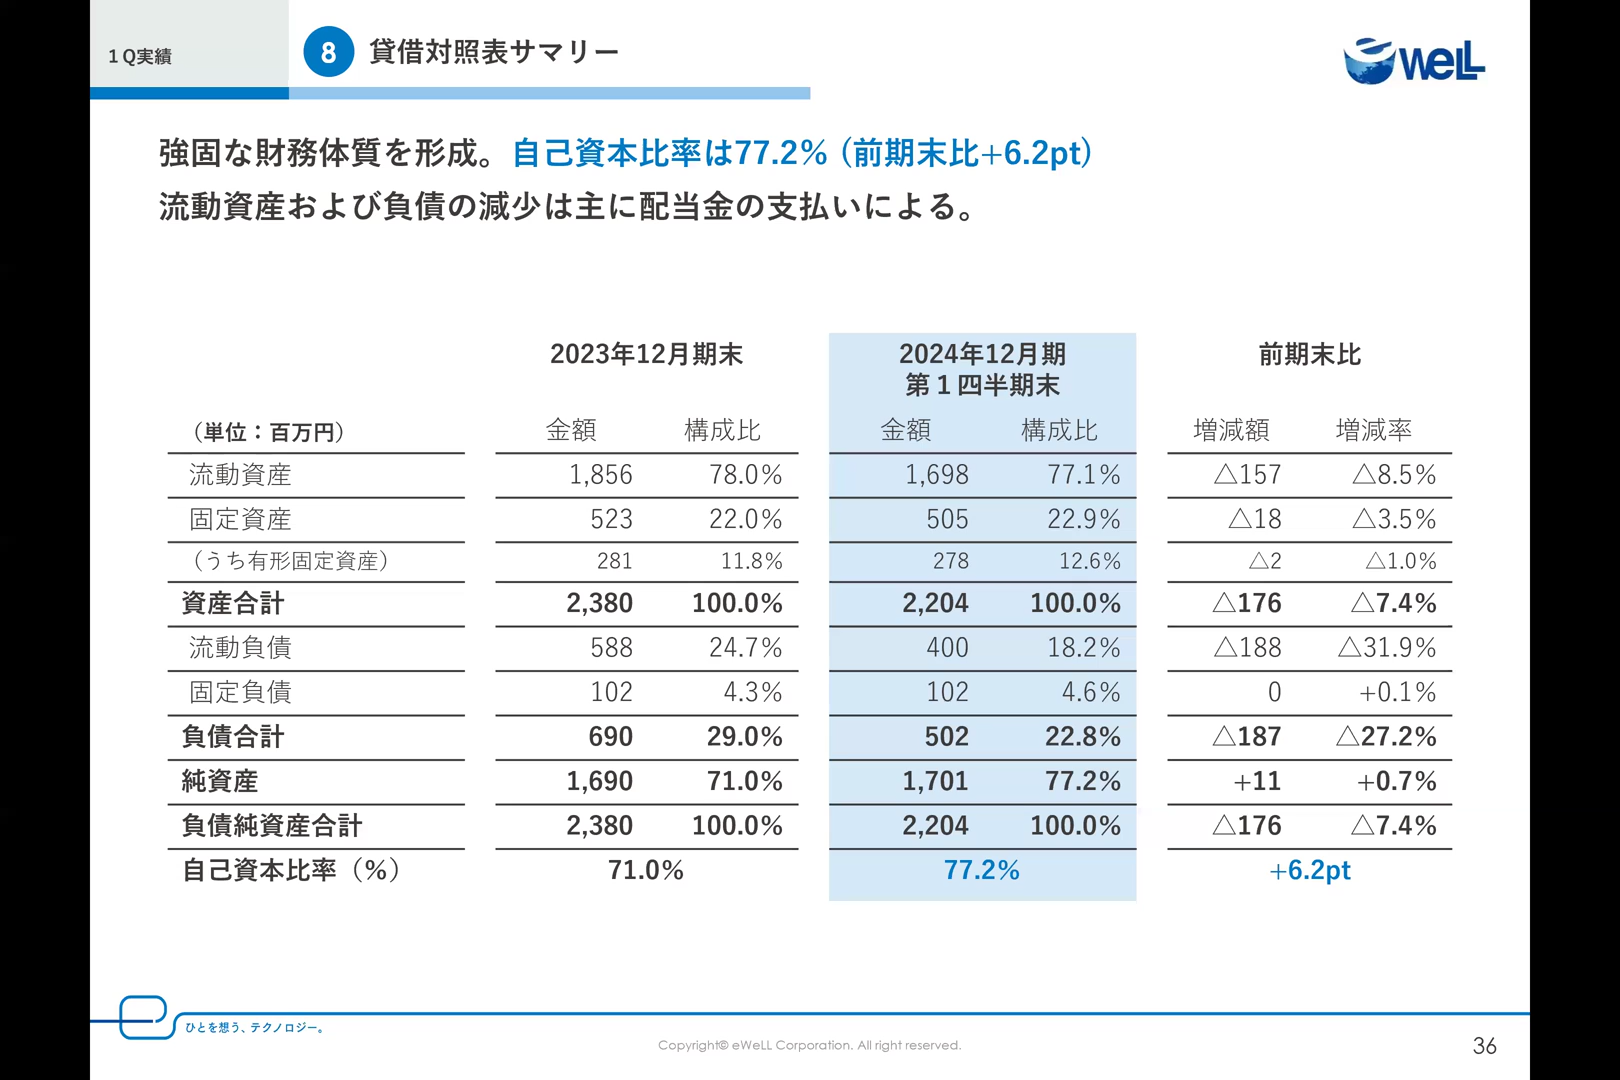 １Q実績
8 貸借対照表サマリー
eWeLL
強固な財務体質を形成。自己資本比率は77.2%（前期末比+6.2pt）
流動資産および負債の減少は主に配当金の支払いによる。
2023年12月期末 2024年12月期 前期末比
第１四半期末
（単位：百万円） 金額 構成比 金額 構成比 増減額 増減率
流動資産 1,856 78.0% 1,698 77.1% △157 △8.5%
固定資産 523 22.0% 505 22.9% △18 △3.5%
（うち有形固定資産） 281 11.8% 278 12.6% △2 △1.0%
資産合計 2,380 100.0% 2,204 100.0% △176 △7.4%
流動負債 588 24.7% 400 18.2% △188 △31.9%
固定負債 102 4.3% 102 4.6% 0 +0.1%
負債合計 690 29.0% 502 22.8% △187 △27.2%
純資産 1,690 71.0% 1,701 77.2% +11 +0.7%
負債純資産合計 2,380 100.0% 2,204 100.0% △176 △7.4%
自己資本比率（%） 71.0% 77.2% +6.2pt
ひとを想う、テクノロジー。
Copyright© eWeLL Corporation. All right reserved.
36